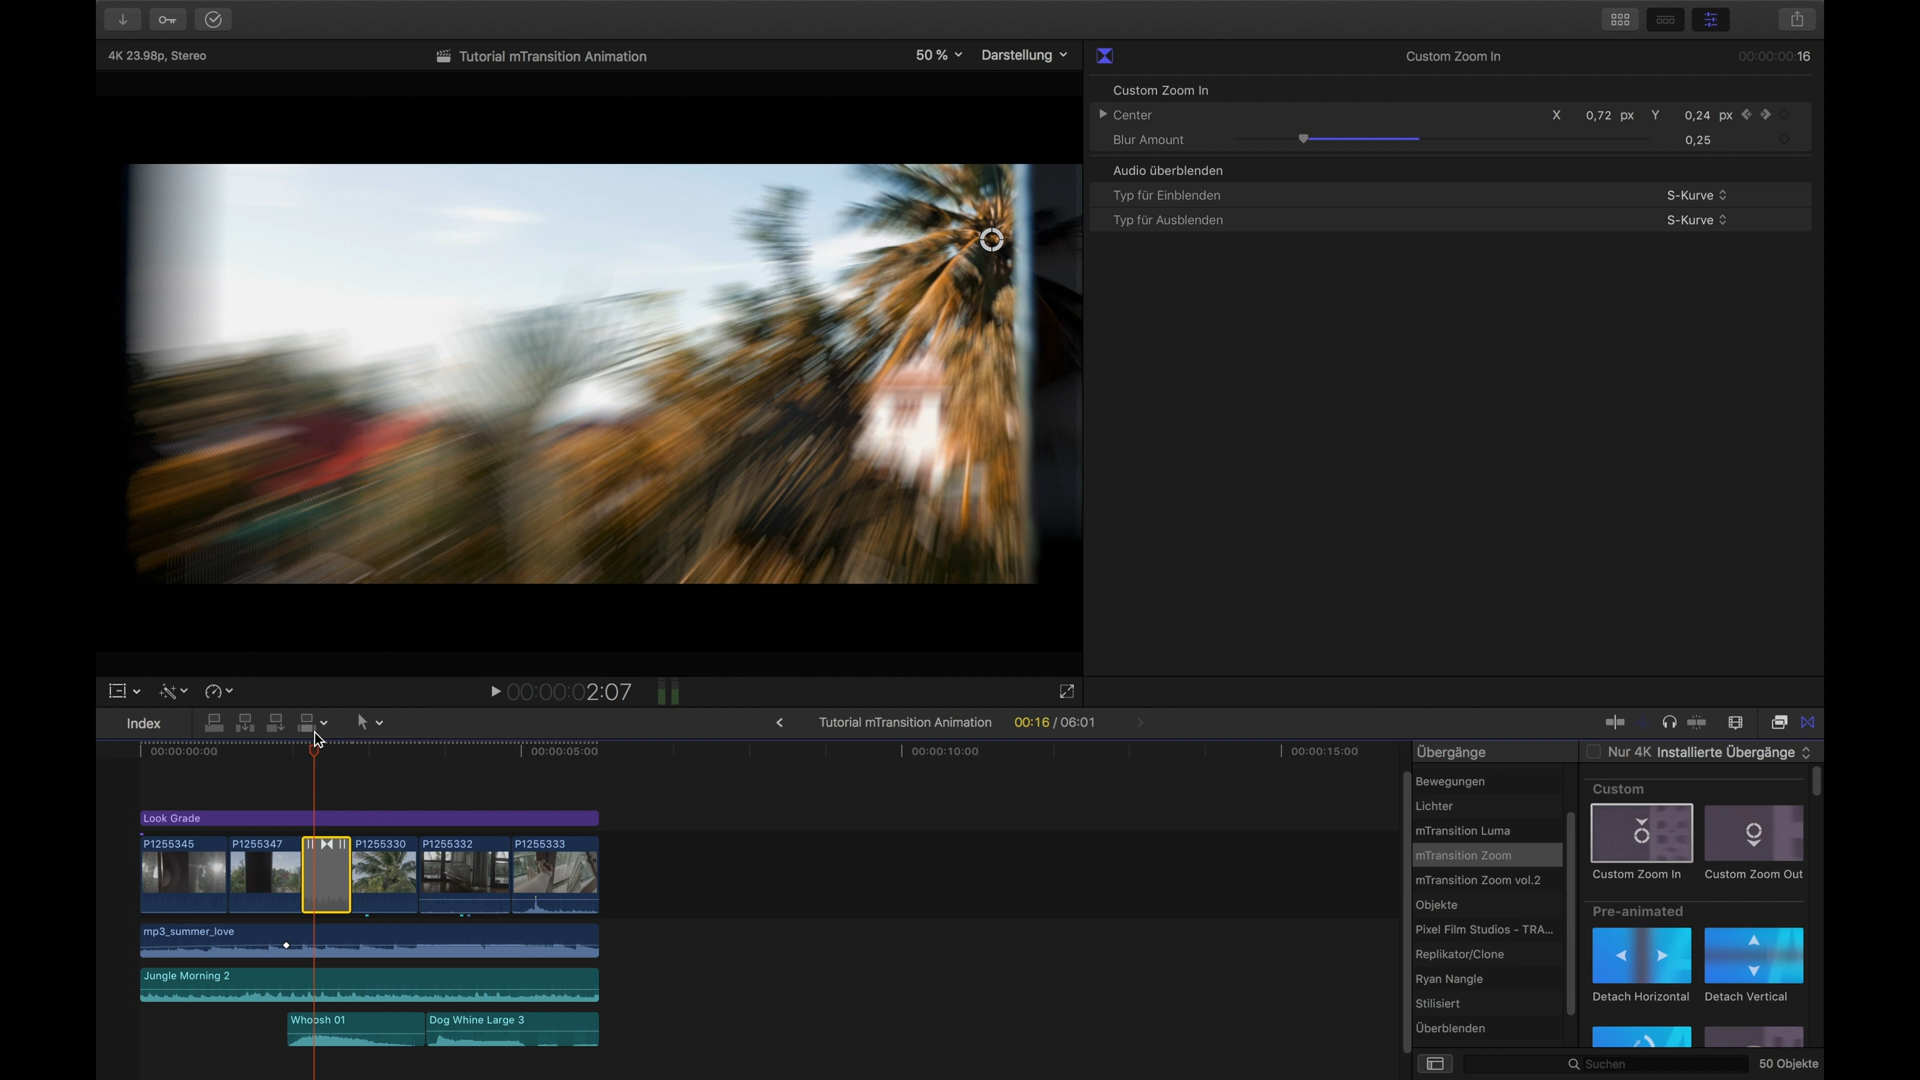 4K 23.98p, Stereo
Tutorial mTransition Animation
50 %
Darstellung
Custom Zoom In
00:00:00:16
Custom Zoom In
Center
X 0,72 px Y 0,24 px
Blur Amount
0,25
Audio überblenden
Typ für Einblenden
S-Kurve
Typ für Ausblenden
S-Kurve
00:00:02:07
Index
Tutorial mTransition Animation
00:16 / 06:01
00:00:00:00
00:00:05:00
00:00:10:00
00:00:15:00
Look Grade
P1255345
P1255347
P1255330
P1255332
P1255333
mp3_summer_love
Jungle Morning 2
Whoosh 01
Dog Whine Large 3
Übergänge
Nur 4K
Installierte Übergänge
Bewegungen
Lichter
mTransition Luma
mTransition Zoom
mTransition Zoom vol.2
Objekte
Pixel Film Studios - TRA...
Replikator/Clone
Ryan Nangle
Stilisiert
Überblenden
Custom
Custom Zoom In
Custom Zoom Out
Pre-animated
Detach Horizontal
Detach Vertical
Suchen
50 Objekte